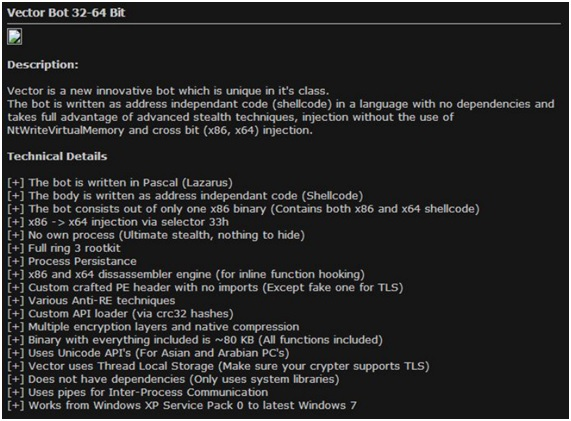 Vector Bot 32-64 Bit
Description:
Vector is a new innovative bot which is unique in it's class.
The bot is written as address independant code (shellcode) in a language with no dependencies and
takes full advantage of advanced stealth techniques, injection without the use of
NtWriteVirtualMemory and cross bit (x86, x64) injection.
Technical Details
[+] The bot is written in Pascal (Lazarus)
[+] The body is written as address independant code (Shellcode)
[+] The bot consists out of only one x86 binary (Contains both x86 and x64 shellcode)
[+] x86 -> x64 injection via selector 33h
[+] No own process (Ultimate stealth, nothing to hide)
[+] Full ring 3 rootkit
[+] Process Persistance
[+] x86 and x64 dissassembler engine (for inline function hooking)
[+] Custom crafted PE header with no imports (Except fake one for TLS)
[+] Various Anti-RE techniques
[+] Custom API loader (via crc32 hashes)
[+] Multiple encryption layers and native compression
[+] Binary with everything included is ~80 KB (All functions included)
[+] Uses Unicode API's (For Asian and Arabian PC's)
[+] Vector uses Thread Local Storage (Make sure your crypter supports TLS)
[+] Does not have dependencies (Only uses system libraries)
[+] Uses pipes for Inter-Process Communication
[+] Works from Windows XP Service Pack 0 to latest Windows 7